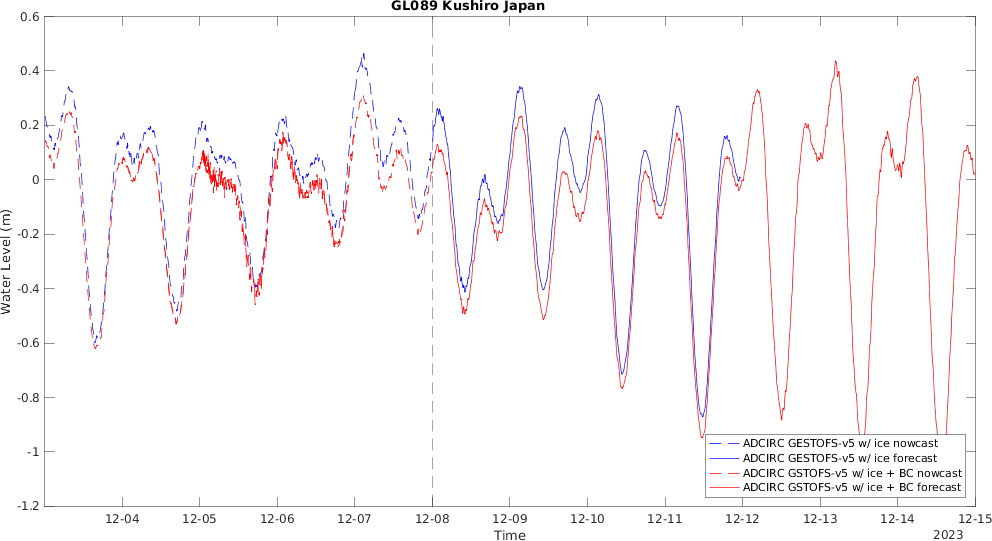 GL089 Kushiro Japan
0.6
0.4
0.2
0
-0.2
-0.4
-0.6
-0.8
-1
-1.2
Water Level (m)
ADCIRC GESTOFS-v5 w/ ice nowcast
ADCIRC GESTOFS-v5 w/ ice forecast
ADCIRC GSTOFS-v5 w/ ice + BC nowcast
ADCIRC GSTOFS-v5 w/ ice + BC forecast
12-04 12-05 12-06 12-07 12-08 12-09 12-10 12-11 12-12 12-13 12-14 12-15
Time
2023